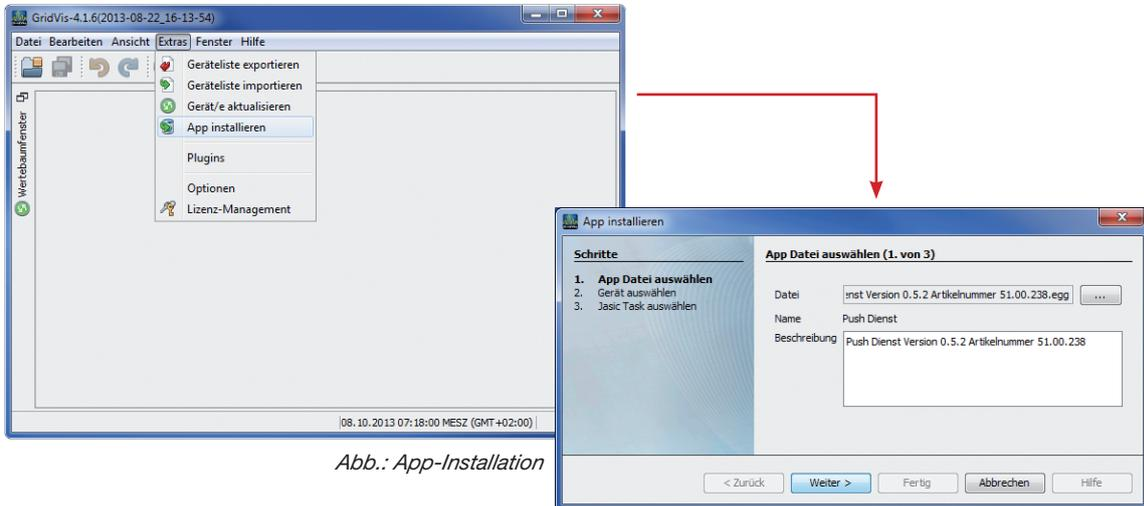 GridVis-4.1.6(2013-08-22_16-13-54)
Datei Bearbeiten Ansicht Extras Fenster Hilfe
Geräteliste exportieren
Geräteliste importieren
Gerät/e aktualisieren
App installieren
Plugins
Optionen
Lizenz-Management
Wertebaumfenster
08.10.2013 07:18:00 MESZ (GMT+02:00)
Abb.: App-Installation
App installieren
Schritte
1. App Datei auswählen
2. Gerät auswählen
3. Jasic Task auswählen
App Datei auswählen (1. von 3)
Datei enst Version 0.5.2 Artikelnummer 51.00.238.egg ...
Name Push Dienst
Beschreibung Push Dienst Version 0.5.2 Artikelnummer 51.00.238
< Zurück Weiter > Fertig Abbrechen Hilfe